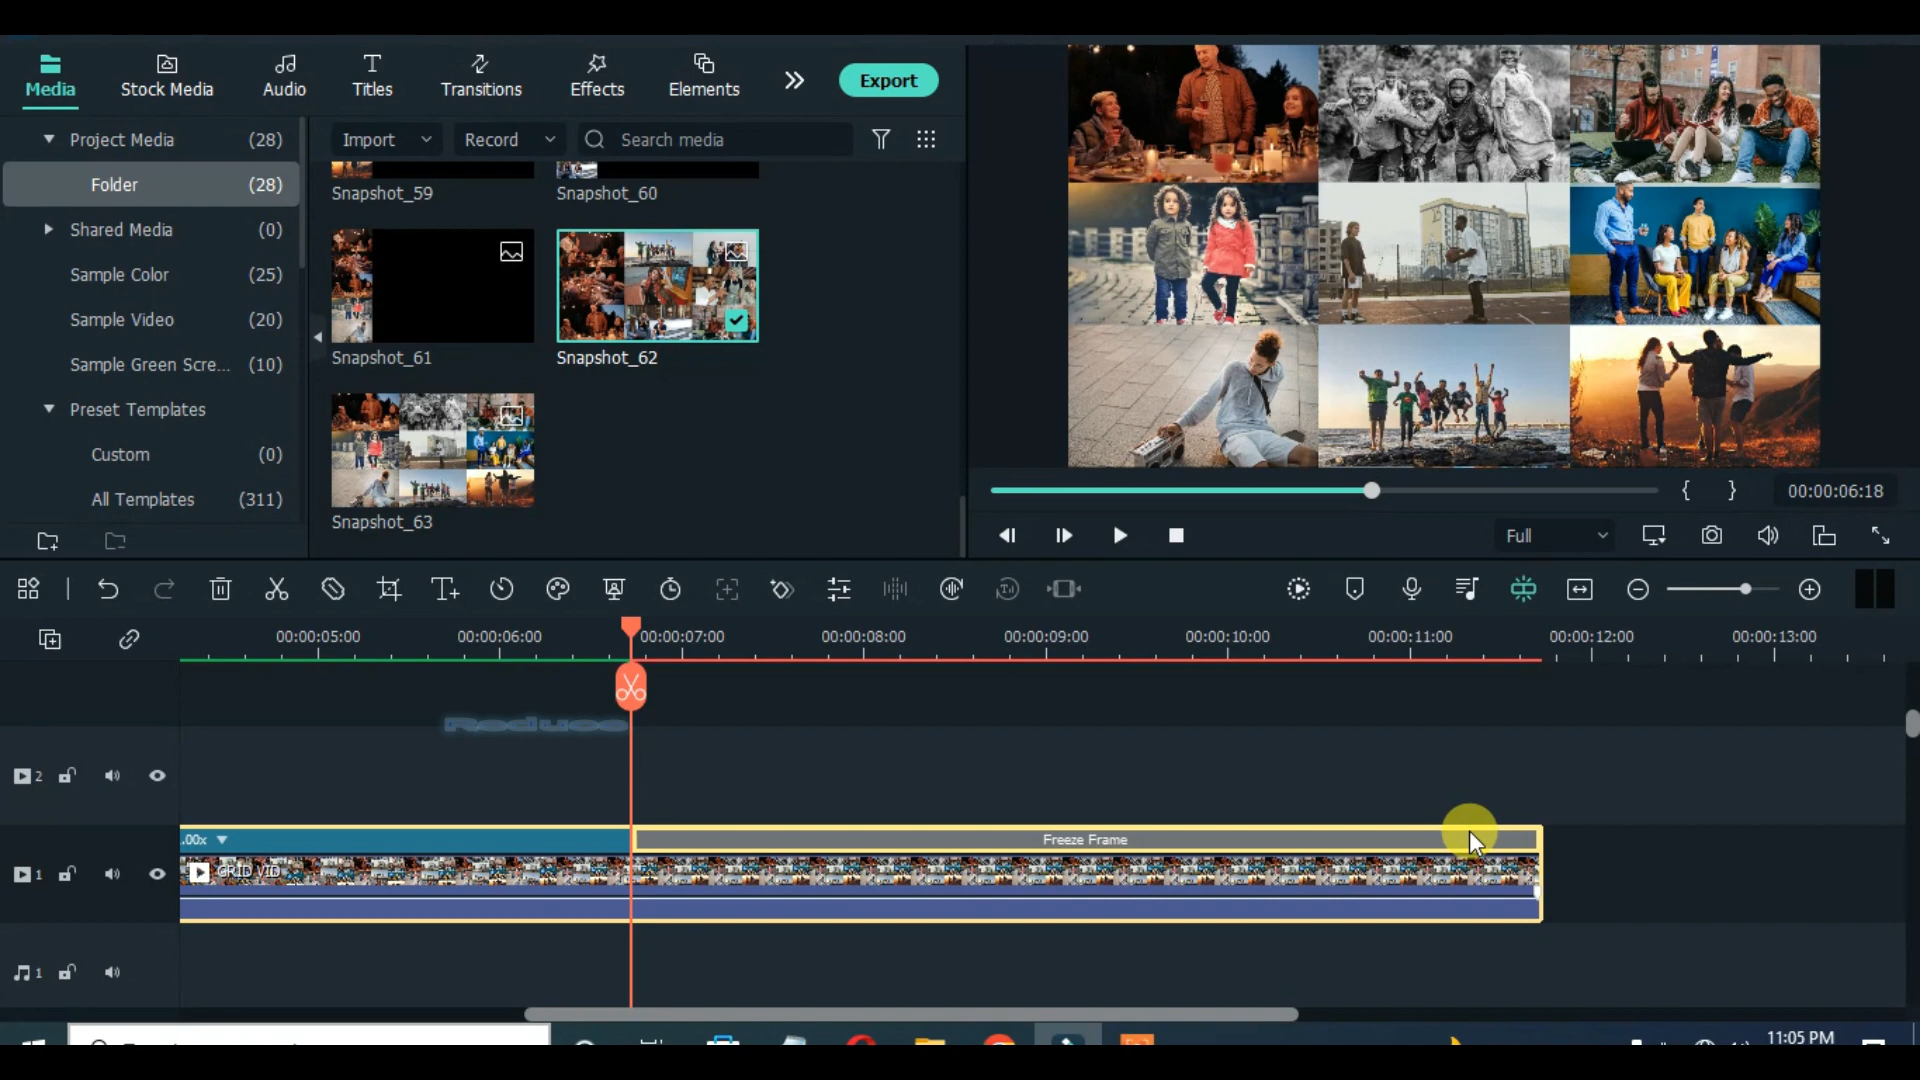 Media
Stock Media
Audio
Titles
Transitions
Effects
Elements
Export
Project Media (28)
Folder (28)
Shared Media (0)
Sample Color (25)
Sample Video (20)
Sample Green Scre... (10)
Preset Templates
Custom (0)
All Templates (311)
Import
Record
Search media
Snapshot_59
Snapshot_60
Snapshot_61
Snapshot_62
Snapshot_63
{ } 00:00:06:18
Full
00:00:05:00 00:00:06:00 00:00:07:00 00:00:08:00 00:00:09:00 00:00:10:00 00:00:11:00 00:00:12:00 00:00:13:00
Reduce
2
.00x
Freeze Frame
1
GRID VID
1
11:05 PM